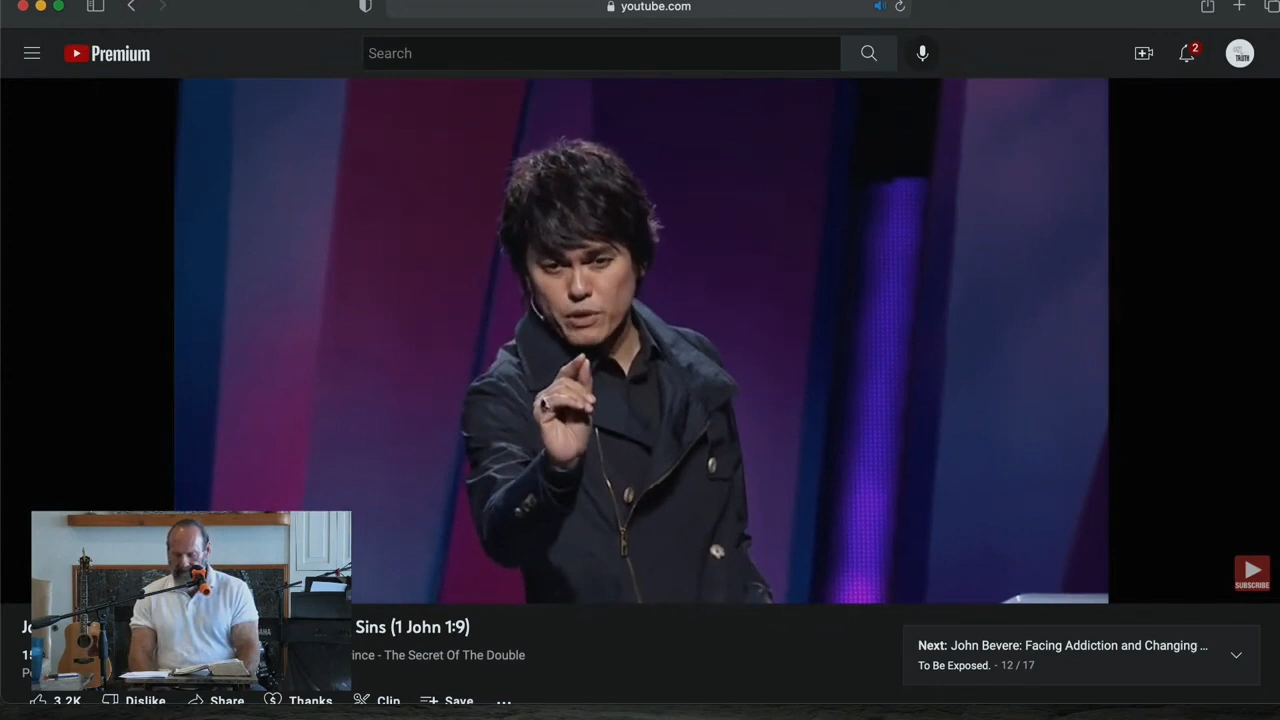 youtube.com
Premium
Search
2
TRUTH
SUBSCRIBE
Sins (1 John 1:9)
ince - The Secret Of The Double
Next: John Bevere: Facing Addiction and Changing ...
To Be Exposed. - 12 / 17
3.2K Dislike Share Thanks Clip Save ...